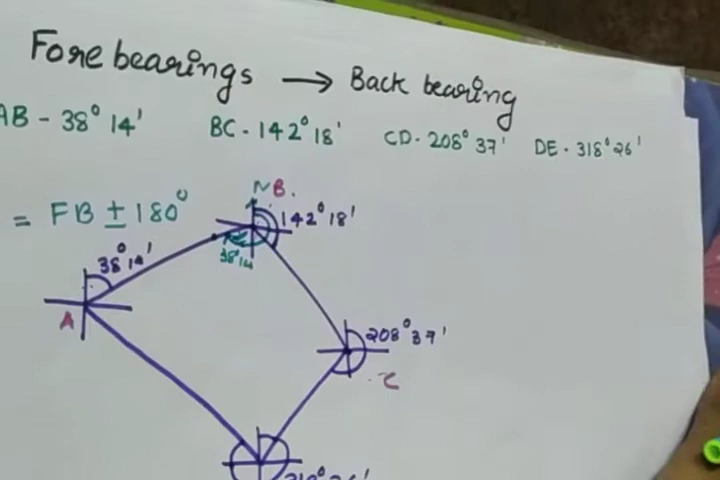 Fore bearings → Back bearing
AB - 38° 14' BC - 142° 18' CD - 208° 37' DE - 318° 26'
= FB ± 180°
N B.
142° 18'
38° 14'
38° 14
A
208° 37'
C